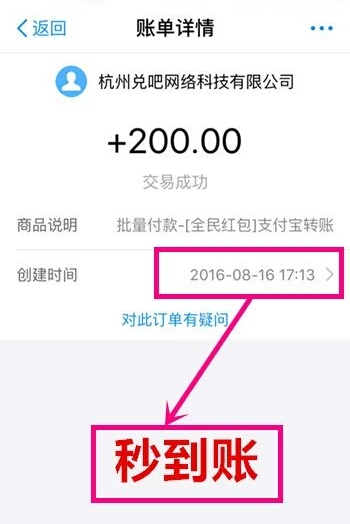 返回 账单详情
杭州兑吧网络科技有限公司
+200.00
交易成功
商品说明 批量付款-[全民红包]支付宝转账
创建时间 2016-08-16 17:13
对此订单有疑问
秒到账